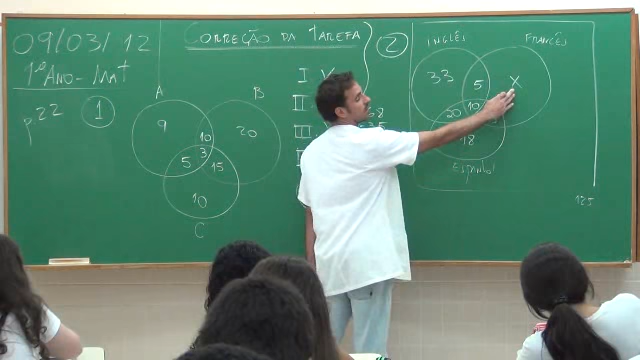 09/03/12
CORREÇÃO DA TAREFA
1º ANO - MAT
p22
1
A
B
9
10
20
3
5
15
10
C
I. V
II.
III.
2
INGLÊS
FRANCÊS
33
5
X
20
10
18
ESPANHOL
125